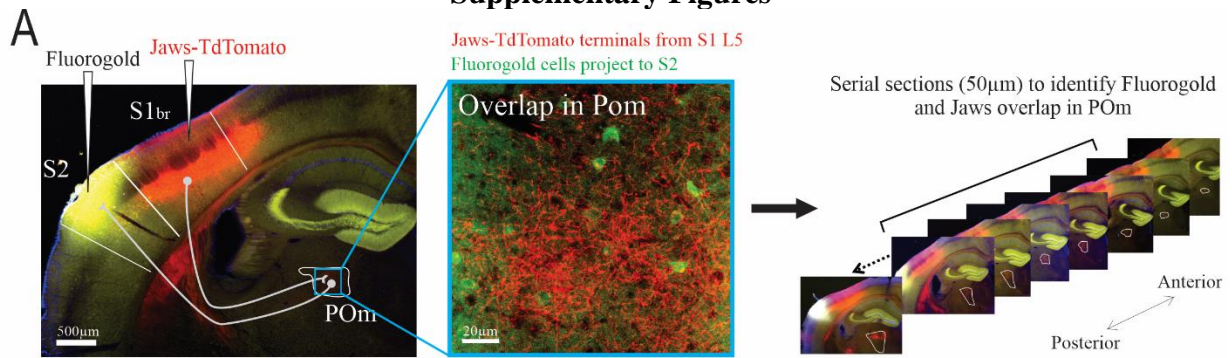 Supplementary Figures
A
Jaws-TdTomato
Fluorogold
S1br
S2
POm
500µm
Jaws-TdTomato terminals from S1 L5
Fluorogold cells project to S2
Overlap in Pom
20µm
Serial sections (50µm) to identify Fluorogold
and Jaws overlap in POm
Anterior
Posterior